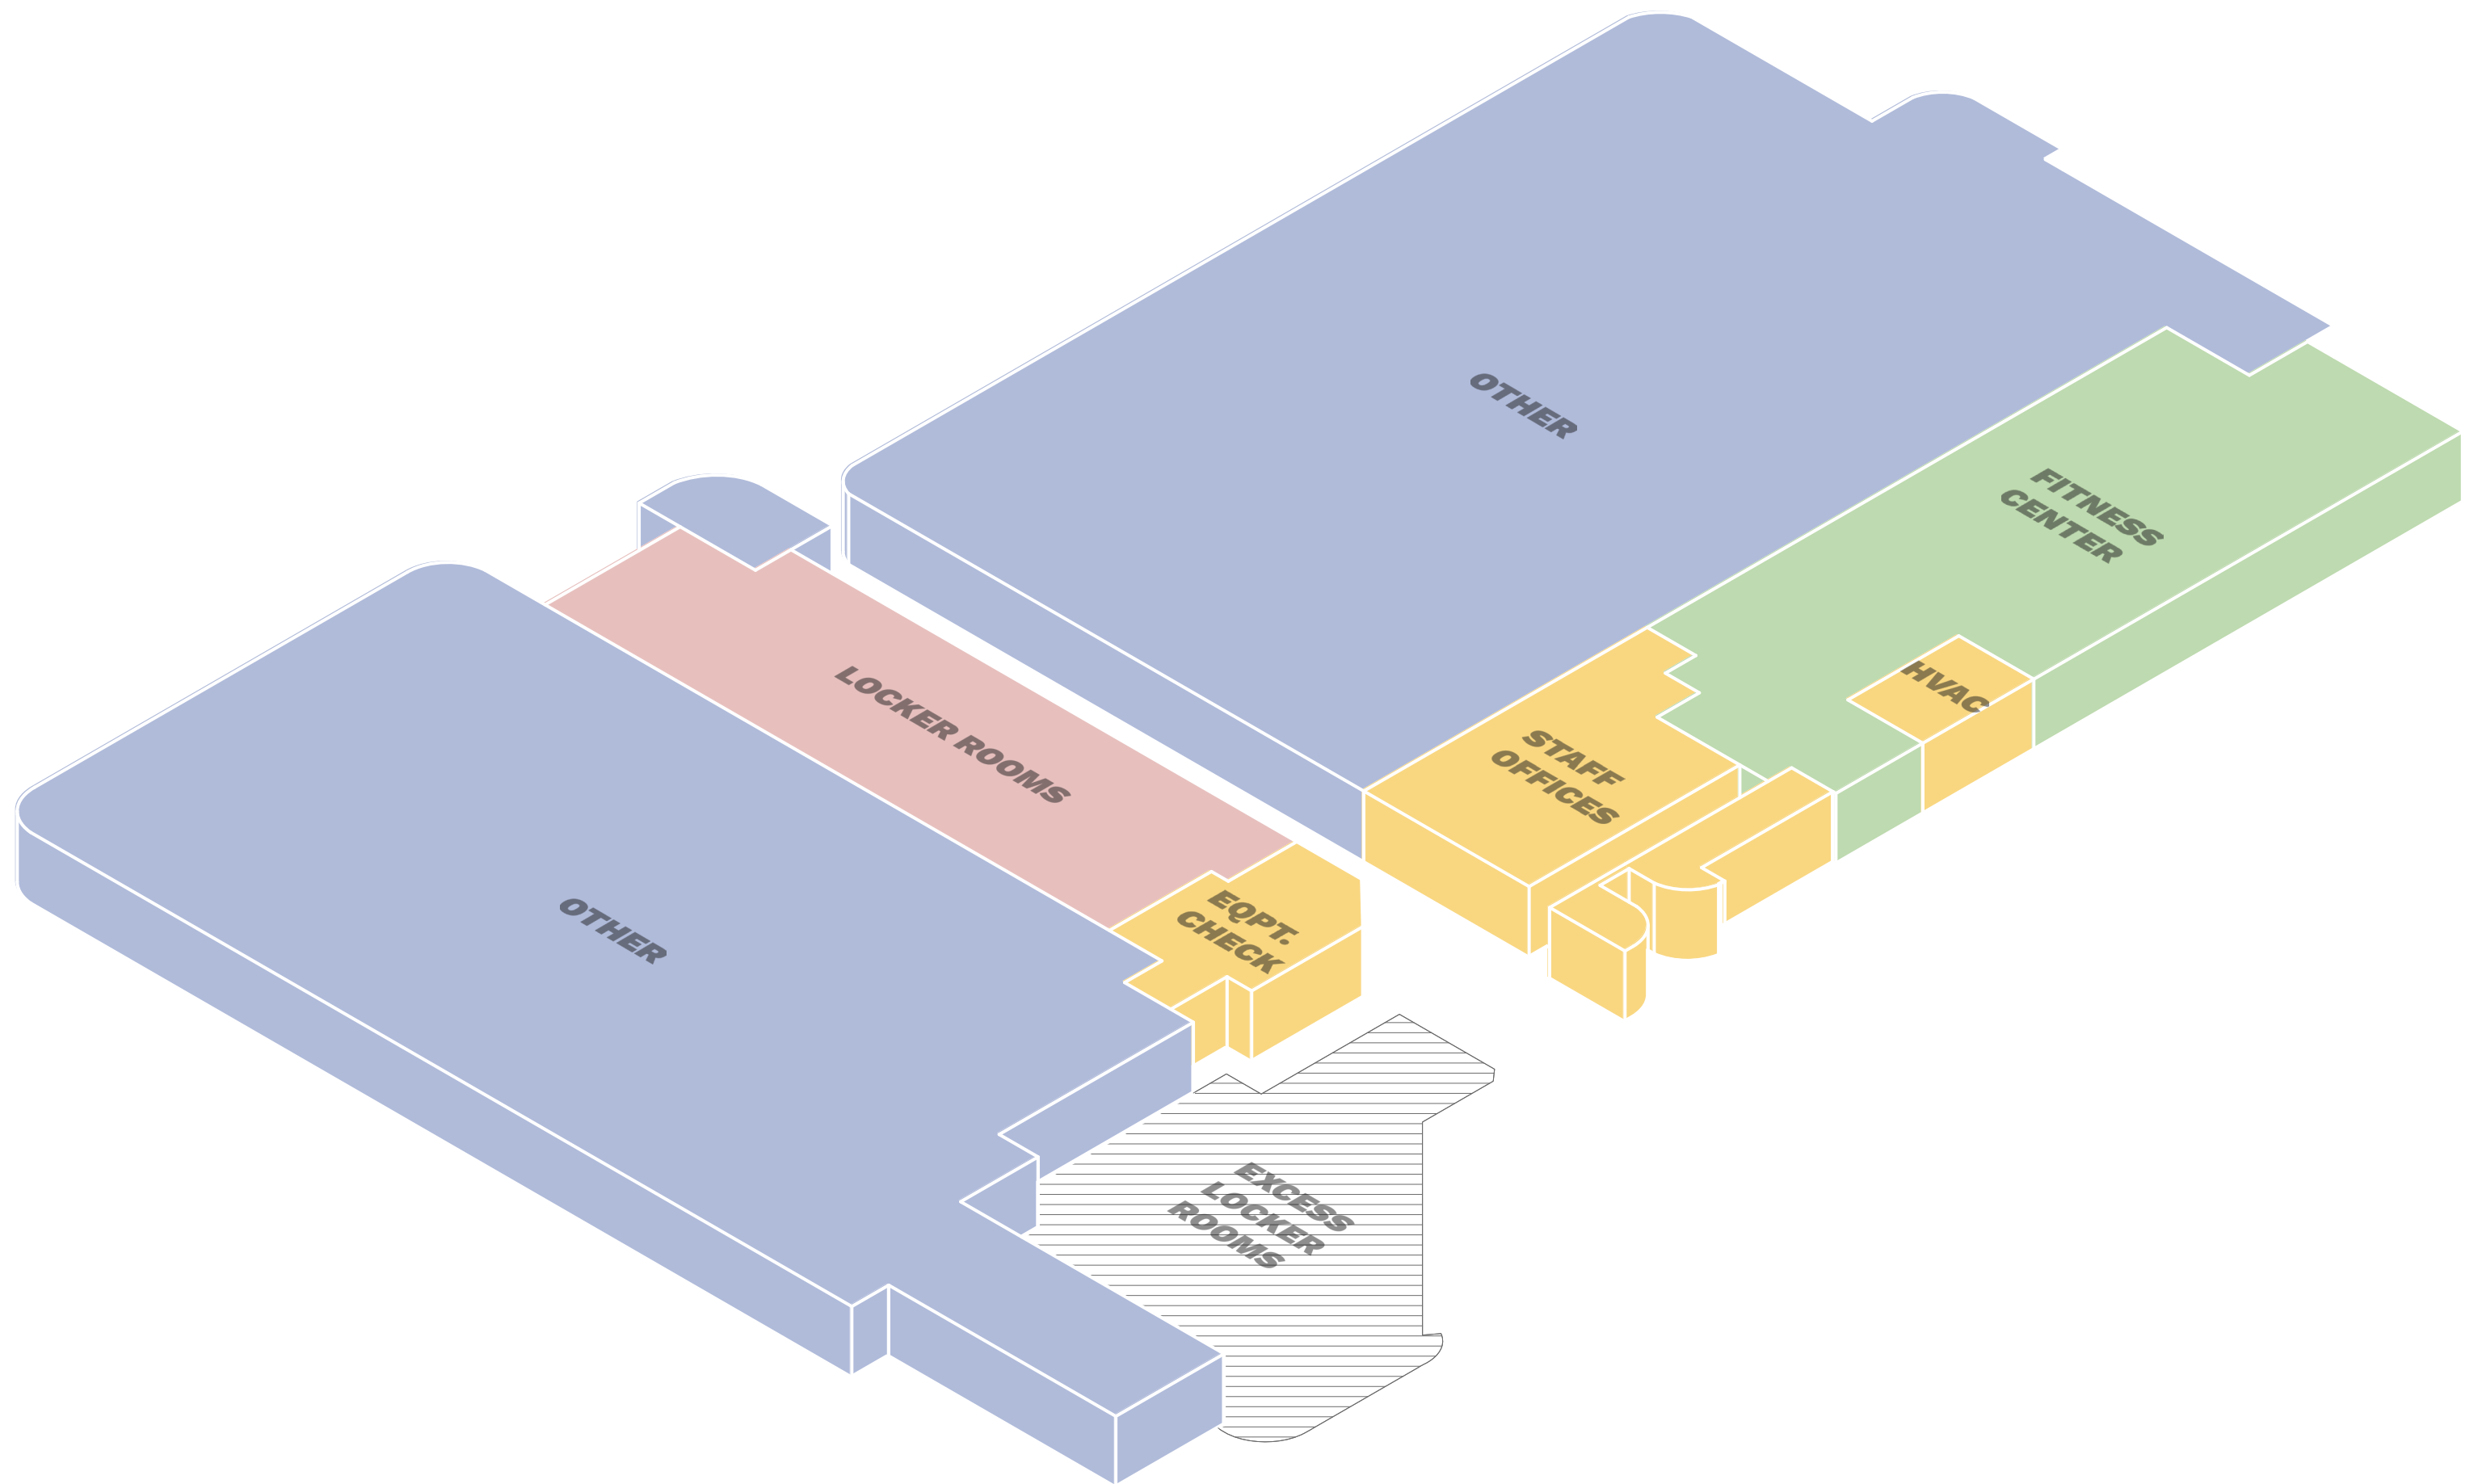 OTHER
FITNESS
CENTER
HVAC
LOCKER ROOMS
STAFF
OFFICES
OTHER
EQPT.
CHECK
EXCESS
LOCKER
ROOMS